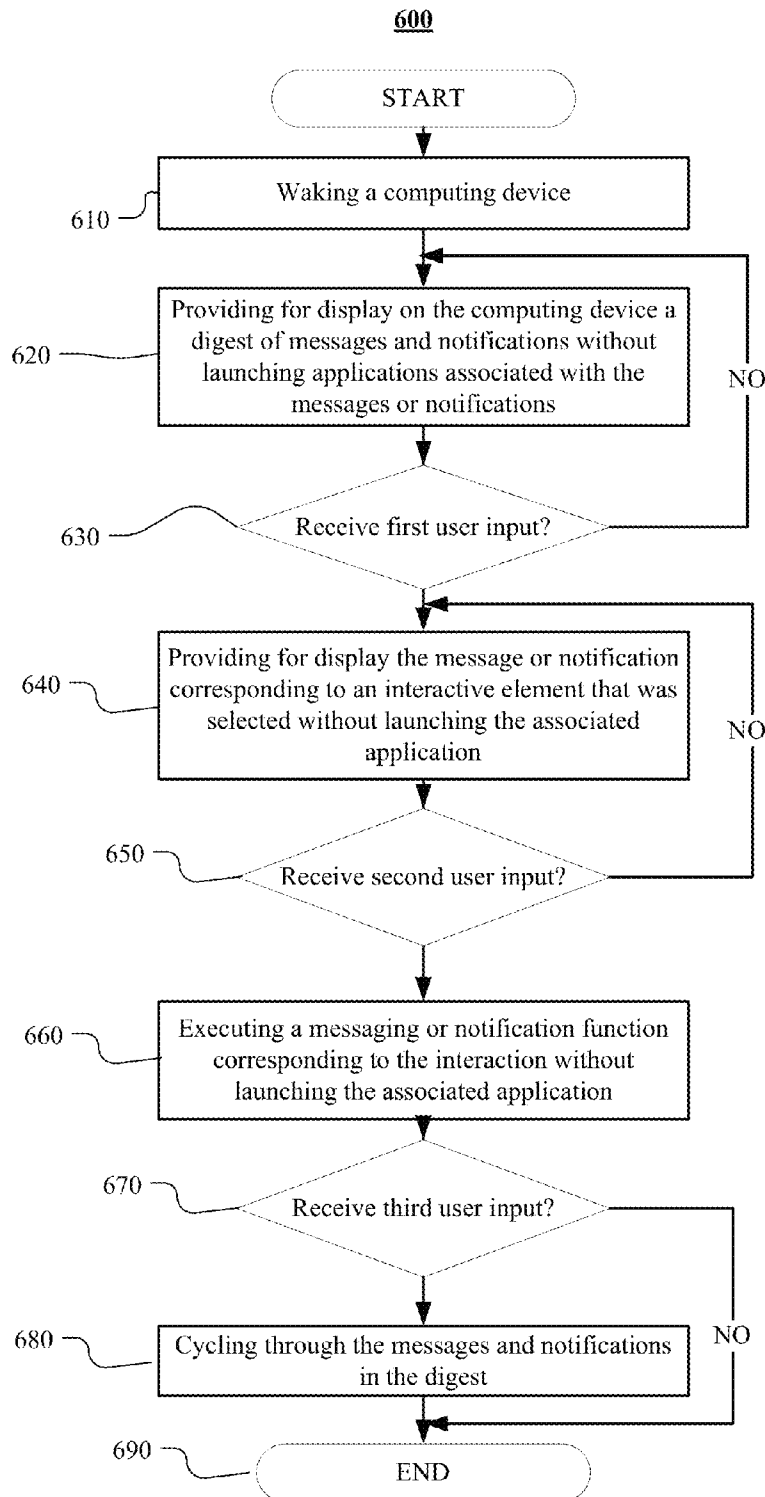 600
START
Waking a computing device
610
Providing for display on the computing device a
digest of messages and notifications without
launching applications associated with the
messages or notifications
620
NO
Receive first user input?
630
Providing for display the message or notification
corresponding to an interactive element that was
selected without launching the associated
application
640
NO
Receive second user input?
650
Executing a messaging or notification function
corresponding to the interaction without
launching the associated application
660
Receive third user input?
670
Cycling through the messages and notifications
in the digest
680
NO
END
690